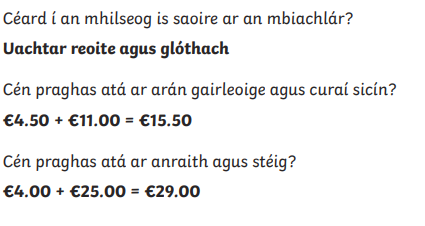 Céard í an mhilseog is saoire ar an mbiachlár?
Uachtar reoite agus glóthach
Cén praghas atá ar arán gairleoige agus curaí sicín?
€4.50 + €11.00 = €15.50
Cén praghas atá ar anraith agus stéig?
€4.00 + €25.00 = €29.00